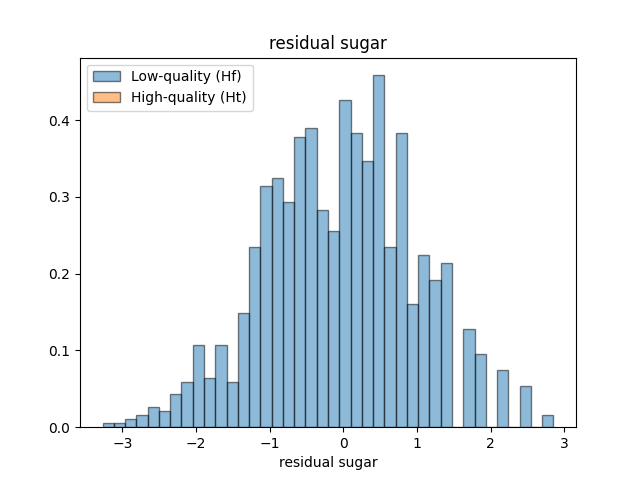 residual sugar
Low-quality (Hf)
High-quality (Ht)
0.4
0.3
0.2
0.1
0.0
−3 −2 −1 0 1 2 3
residual sugar